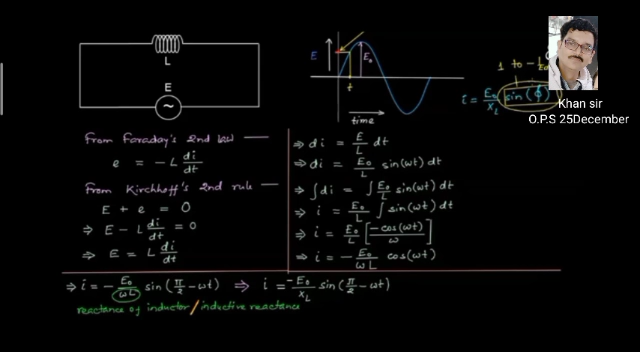 L
E
E
E₀
t
time
1 to -1
i = E₀/X_L sin(ϕ)
Khan sir
O.P.S 25December
From Faraday's 2nd law —
e = -L di/dt
From Kirchhoff's 2nd rule —
E + e = 0
⇒ E - L di/dt = 0
⇒ E = L di/dt
⇒ di = E/L dt
⇒ di = E₀/L sin(ωt) dt
⇒ ∫di = ∫ E₀/L sin(ωt) dt
⇒ i = E₀/L ∫ sin(ωt) dt
⇒ i = E₀/L [-cos(ωt)/ω]
⇒ i = - E₀/ωL cos(ωt)
⇒ i = - E₀/ωL sin(π/2 - ωt) ⇒ i = -E₀/X_L sin(π/2 - ωt)
reactance of inductor / inductive reactance